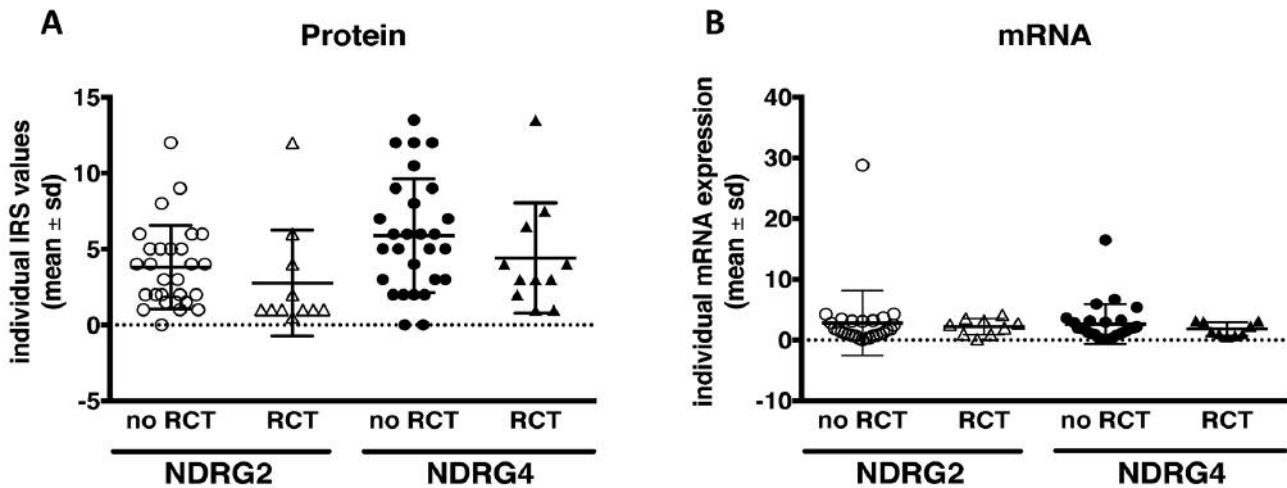 A
Protein
individual IRS values
(mean ± sd)
15
10
5
0
-5
no RCT
RCT
no RCT
RCT
NDRG2
NDRG4
B
mRNA
individual mRNA expression
(mean ± sd)
40
30
20
10
0
-10
no RCT
RCT
no RCT
RCT
NDRG2
NDRG4